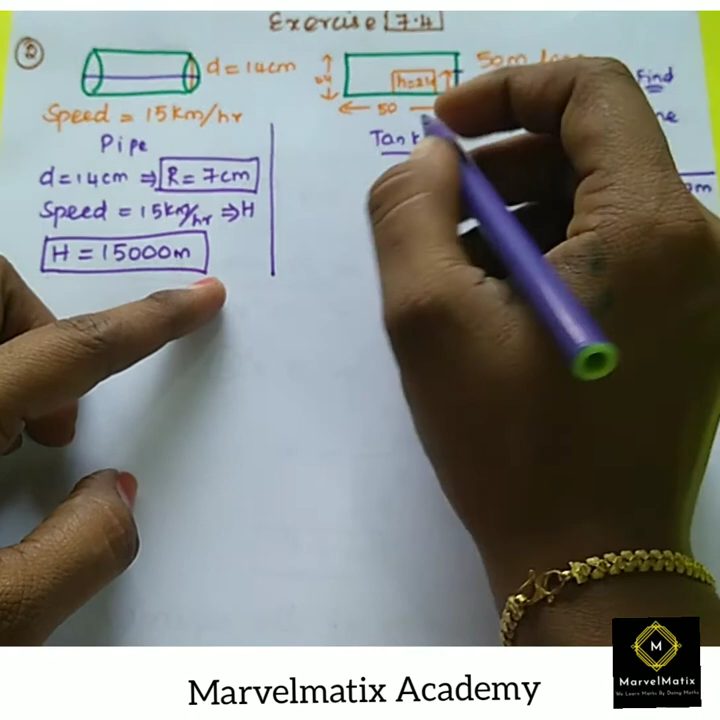 Exercise 7.4
2
d = 14cm
50m
h=21
Find
50
Speed = 15km/hr
Pipe
Tank
d=14cm ⇒ R = 7cm
Speed = 15km/hr ⇒ H
H = 15000m
M
MarvelMatix
We Learn Maths By Doing Maths
Marvelmatix Academy